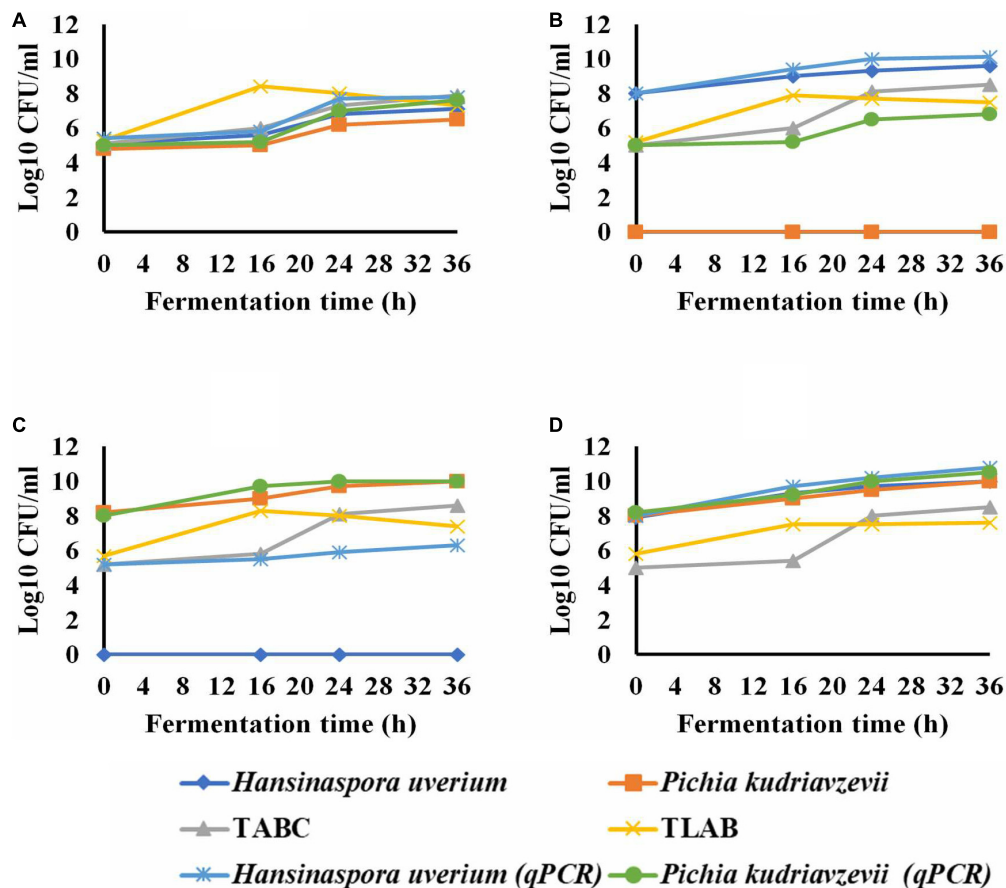 A
12
10
8
6
4
2
0
Log10 CFU/ml
0 4 8 12 16 20 24 28 32 36
Fermentation time (h)
B
12
10
8
6
4
2
0
Log10 CFU/ml
0 4 8 12 16 20 24 28 32 36
Fermentation time (h)
C
12
10
8
6
4
2
0
Log10 CFU/ml
0 4 8 12 16 20 24 28 32 36
Fermentation time (h)
D
12
10
8
6
4
2
0
Log10 CFU/ml
0 4 8 12 16 20 24 28 32 36
Fermentation time (h)
Hansinaspora uverium
Pichia kudriavzevii
TABC
TLAB
Hansinaspora uverium (qPCR)
Pichia kudriavzevii (qPCR)